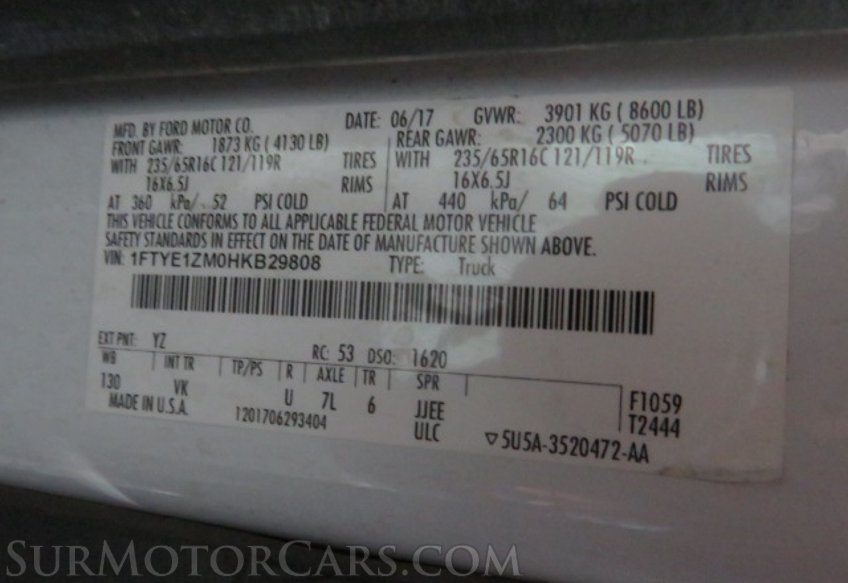 MFD. BY FORD MOTOR CO. DATE: 06/17 GVWR: 3901 KG ( 8600 LB)
FRONT GAWR: 1873 KG ( 4130 LB) REAR GAWR: 2300 KG ( 5070 LB)
WITH 235/65R16C 121/119R TIRES WITH 235/65R16C 121/119R TIRES
16X6.5J RIMS 16X6.5J RIMS
AT 360 kPa/ 52 PSI COLD AT 440 kPa/ 64 PSI COLD
THIS VEHICLE CONFORMS TO ALL APPLICABLE FEDERAL MOTOR VEHICLE
SAFETY STANDARDS IN EFFECT ON THE DATE OF MANUFACTURE SHOWN ABOVE.
VIN: 1FTYE1ZM0HKB29808 TYPE: Truck
EXT PNT: YZ RC: 53 DSO: 1620
WB INT TR TP/PS R AXLE TR SPR
130 VK U 7L 6 JJEE F1059
MADE IN U.S.A. 1201706293404 ULC T2444
▽5U5A-3520472-AA
SURMOTORCARS.COM